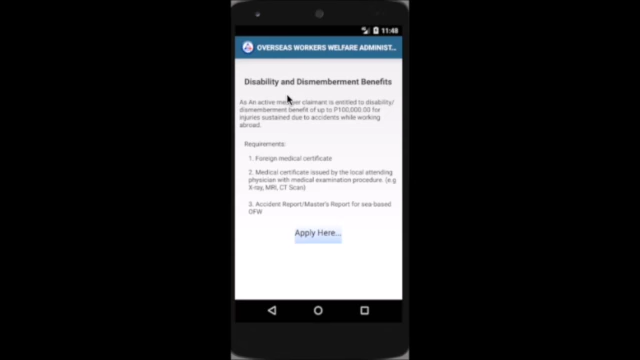 11:48
OVERSEAS WORKERS WELFARE ADMINIST...
Disability and Dismemberment Benefits
As An active member claimant is entitled to disability/
dismemberment benefit of up to P100,000.00 for
injuries sustained due to accidents while working
abroad.
Requirements:
1. Foreign medical certificate
2. Medical certificate issued by the local attending
physician with medical examination procedure. (e.g
X-ray, MRI, CT Scan)
3. Accident Report/Master's Report for sea-based
OFW
Apply Here...